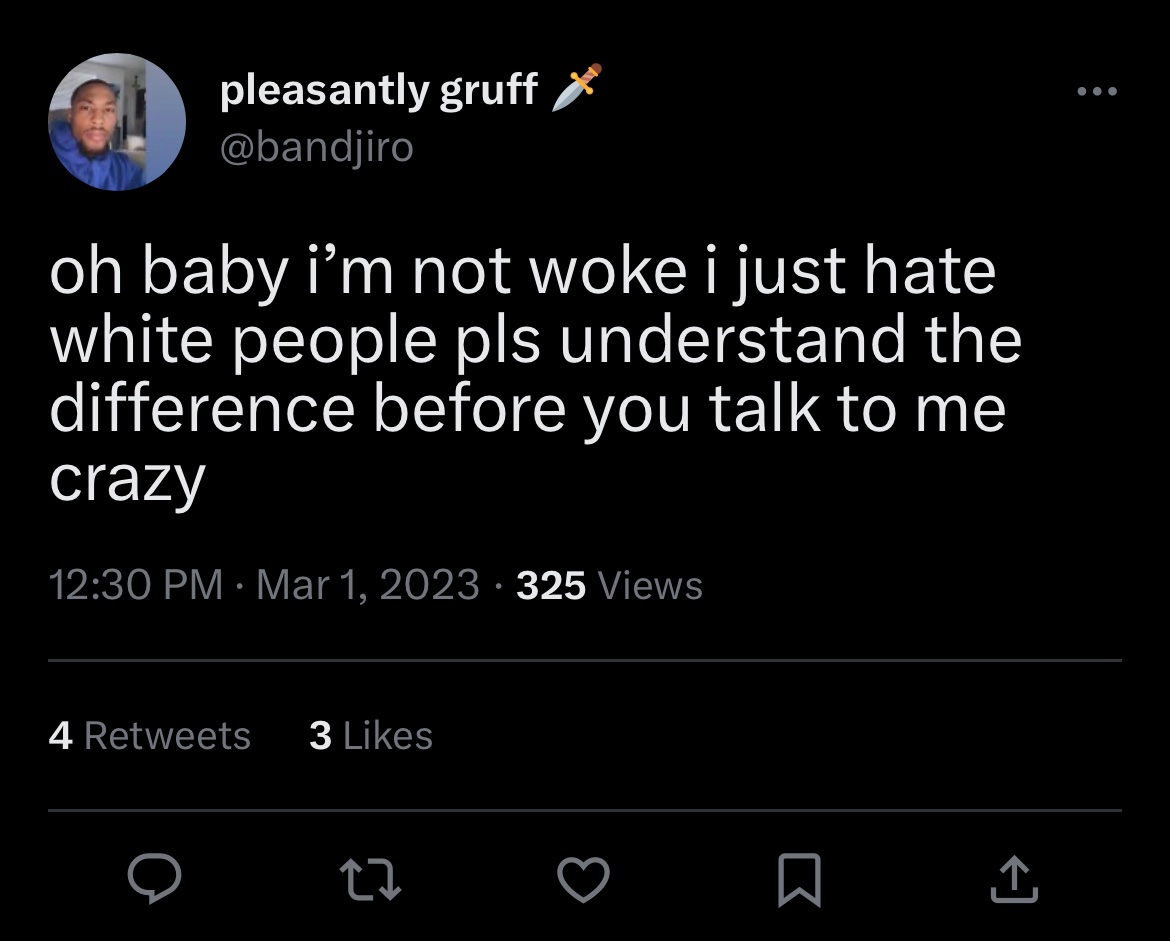 pleasantly gruff 🗡️
@bandjiro
oh baby i’m not woke i just hate
white people pls understand the
difference before you talk to me
crazy
12:30 PM · Mar 1, 2023 · 325 Views
4 Retweets 3 Likes